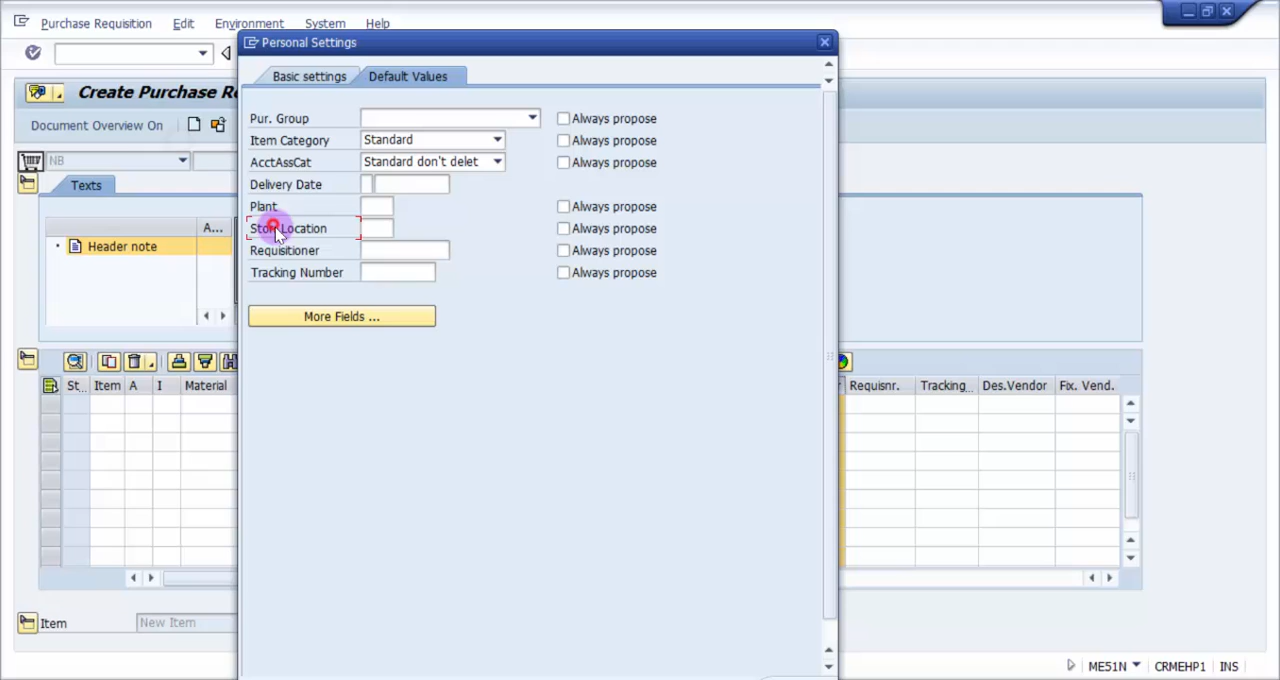 Purchase Requisition Edit Environment System Help
Personal Settings
Create Purchase Re
Basic settings Default Values
Document Overview On
Pur. Group Always propose
Item Category Standard Always propose
NB AcctAssCat Standard don't delet Always propose
Texts Delivery Date
Plant Always propose
A... Location Always propose
Header note Requisitioner Always propose
Tracking Number Always propose
More Fields ...
St.. Item A I Material Requisnr. Tracking.. Des.Vendor Fix. Vend.
Item New Item
ME51N CRMEHP1 INS